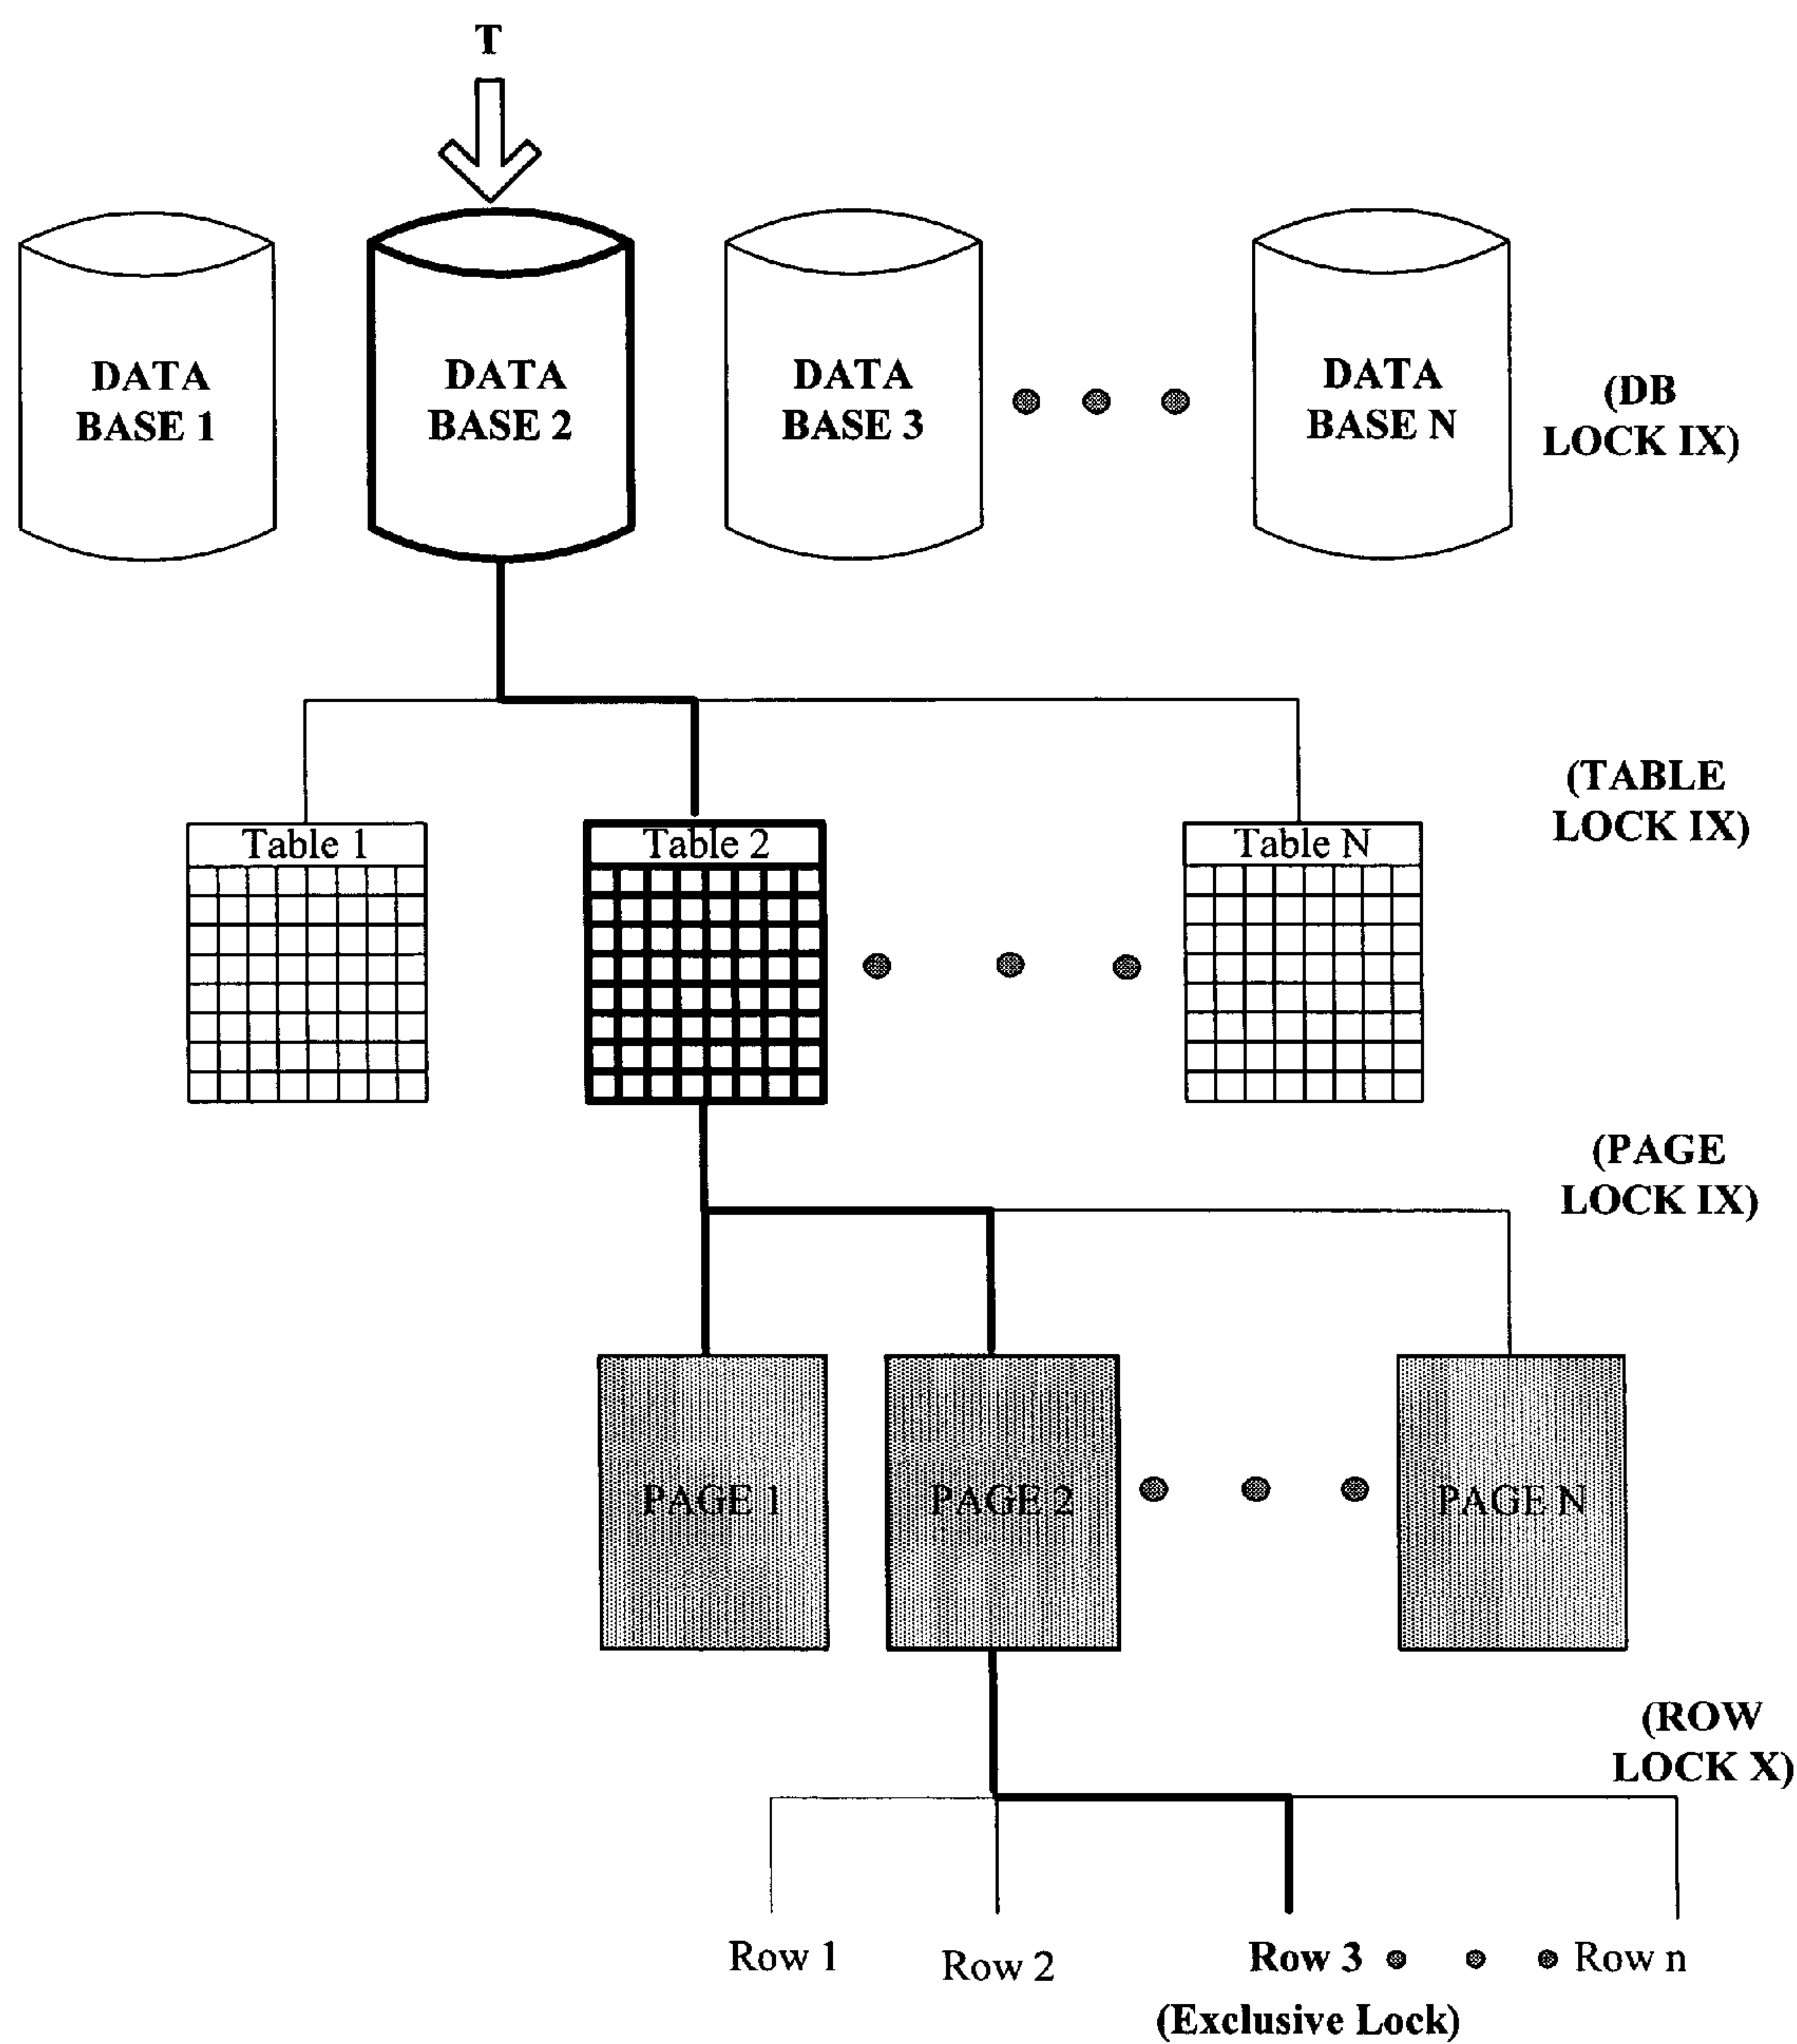 T
DATA
BASE 1
DATA
BASE 2
DATA
BASE 3
DATA
BASE N
(DB
LOCK IX)
(TABLE
LOCK IX)
Table 1
Table 2
Table N
(PAGE
LOCK IX)
PAGE 1
PAGE 2
PAGE N
(ROW
LOCK X)
Row 1
Row 2
Row 3
Row n
(Exclusive Lock)